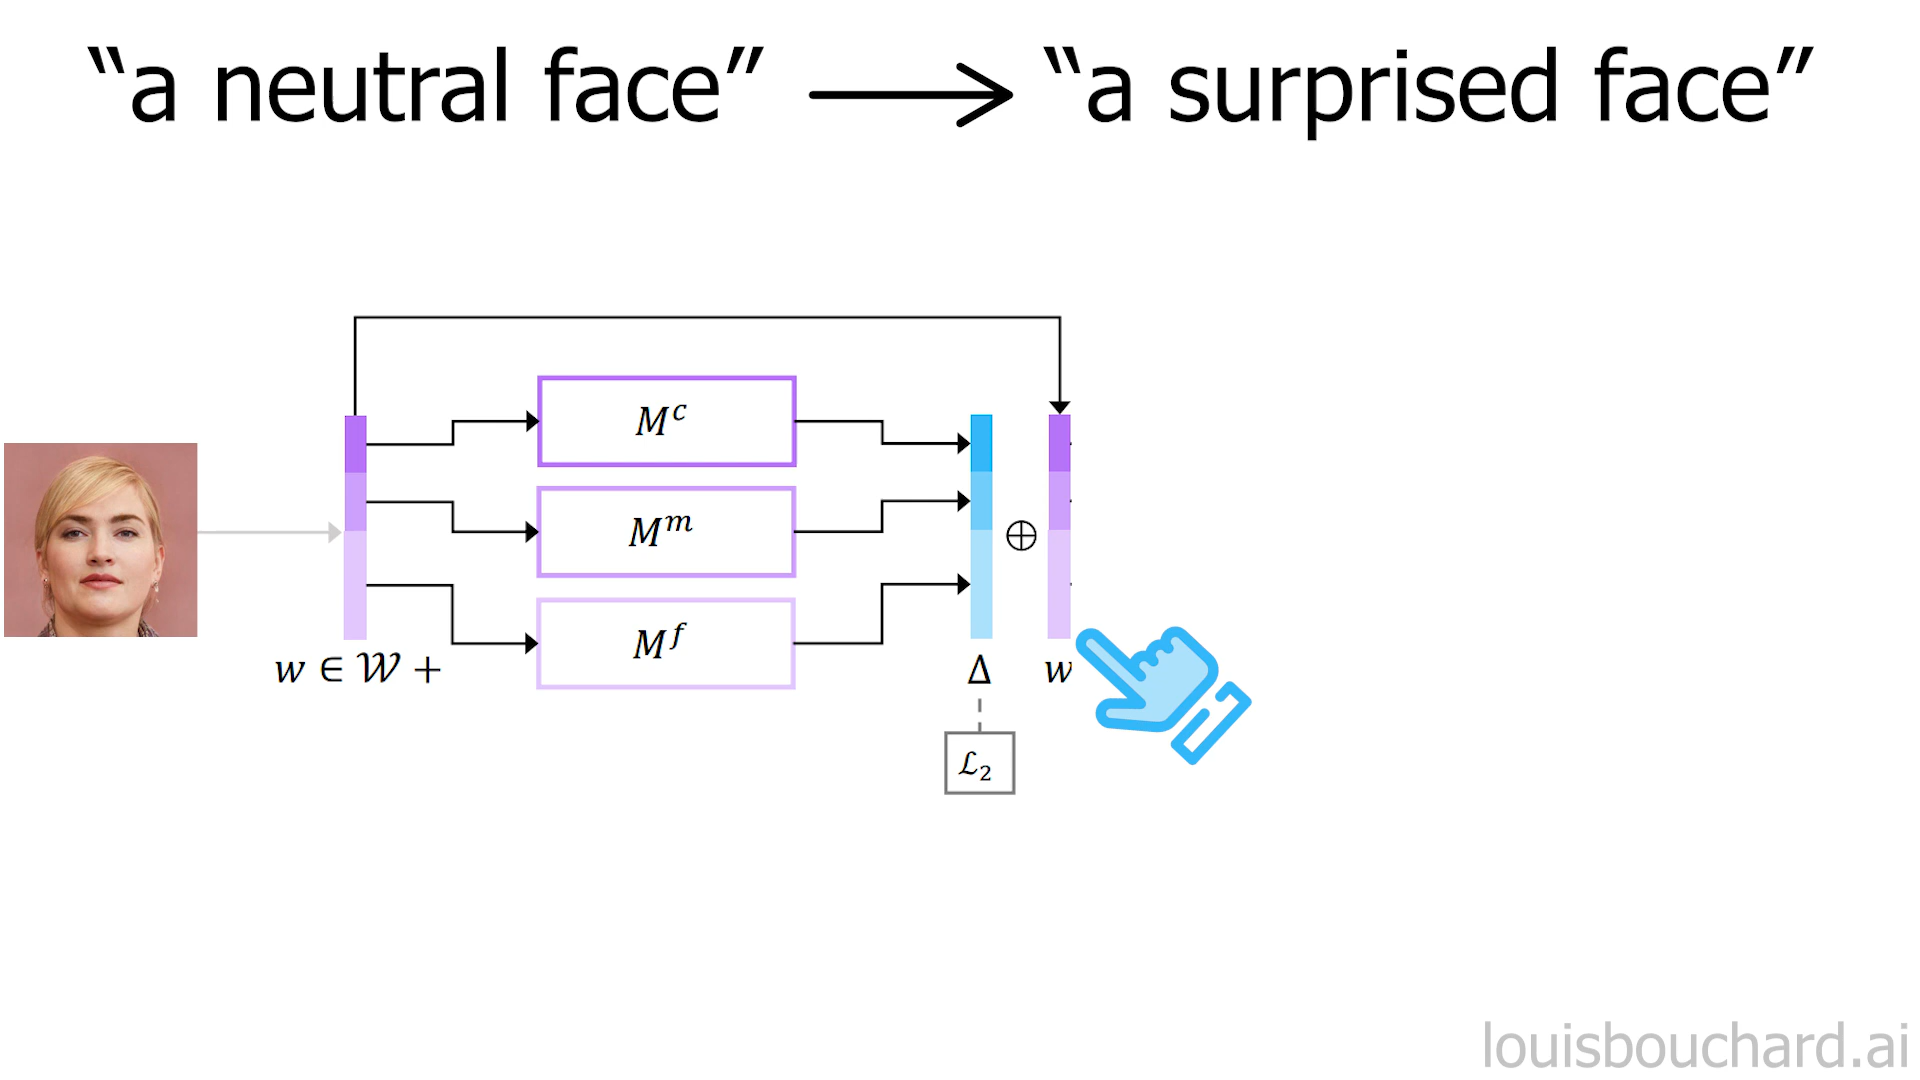 “a neutral face” → “a surprised face”
M^c
M^m
M^f
⊕
w ∈ 𝒲 +
Δ
w
ℒ₂
louisbouchard.ai